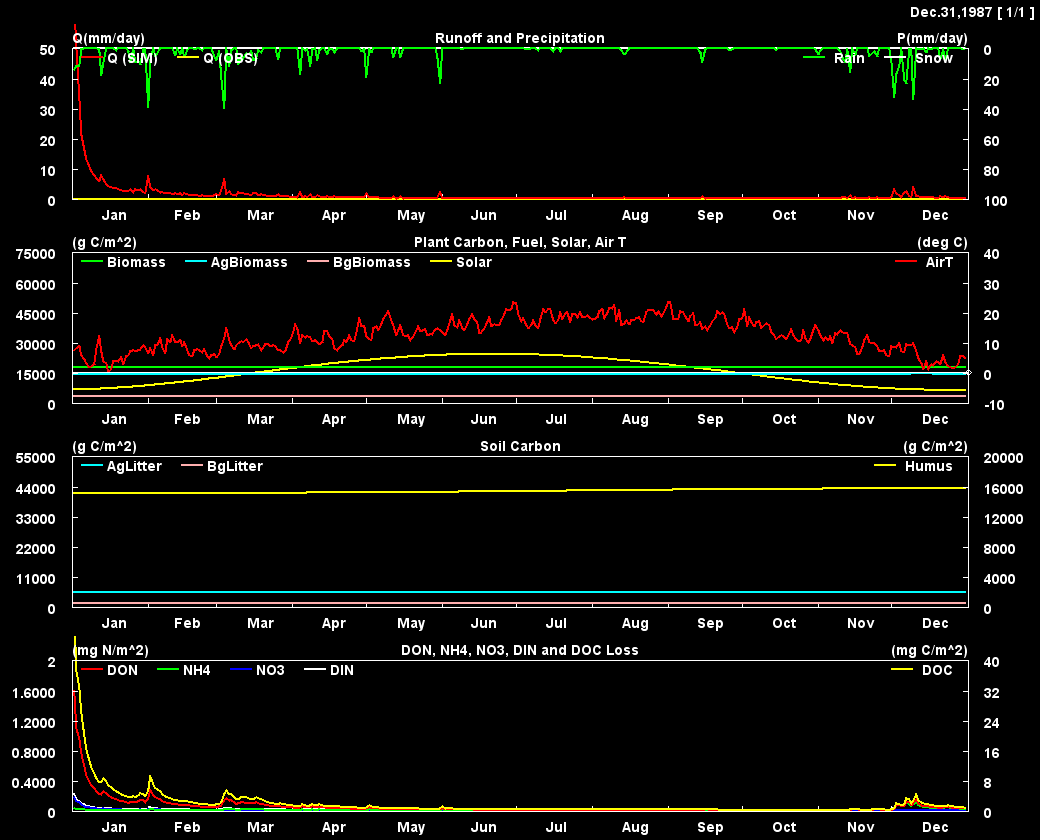 Dec.31,1987 [ 1/1 ]
Q(mm/day) Runoff and Precipitation P(mm/day)
50 0
Q (SIM) Q (OBS) Rain Snow
40 20
30 40
20 60
10 80
0 100
Jan Feb Mar Apr May Jun Jul Aug Sep Oct Nov Dec
(g C/m^2) Plant Carbon, Fuel, Solar, Air T (deg C)
75000 40
Biomass AgBiomass BgBiomass Solar AirT
60000 30
45000 20
30000 10
15000 0
0 -10
Jan Feb Mar Apr May Jun Jul Aug Sep Oct Nov Dec
(g C/m^2) Soil Carbon (g C/m^2)
55000 20000
AgLitter BgLitter Humus
44000 16000
33000 12000
22000 8000
11000 4000
0 0
Jan Feb Mar Apr May Jun Jul Aug Sep Oct Nov Dec
(mg N/m^2) DON, NH4, NO3, DIN and DOC Loss (mg C/m^2)
2 40
DON NH4 NO3 DIN DOC
1.6000 32
1.2000 24
0.8000 16
0.4000 8
0 0
Jan Feb Mar Apr May Jun Jul Aug Sep Oct Nov Dec